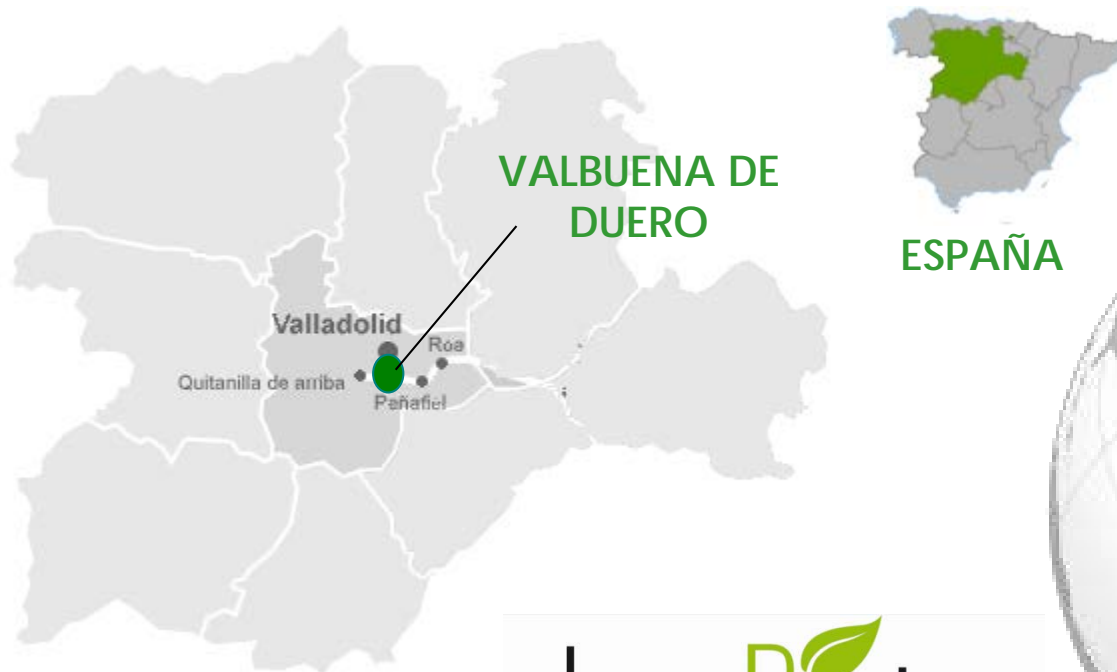 VALBUENA DE
DUERO
ESPAÑA
Valladolid
Roa
Quitanilla de arriba
Peñafiel